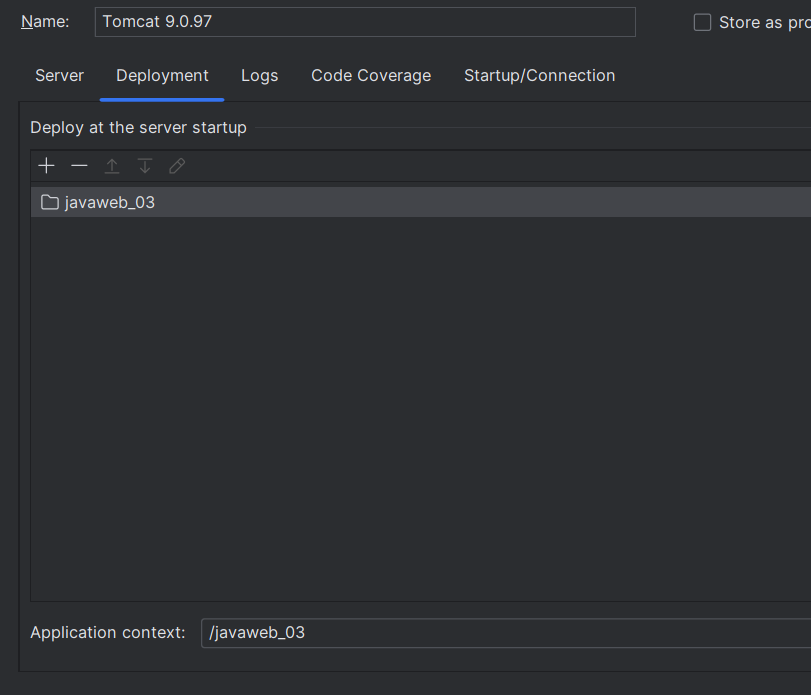 Name: Tomcat 9.0.97 Store as pro
Server Deployment Logs Code Coverage Startup/Connection
Deploy at the server startup
javaweb_03
Application context: /javaweb_03